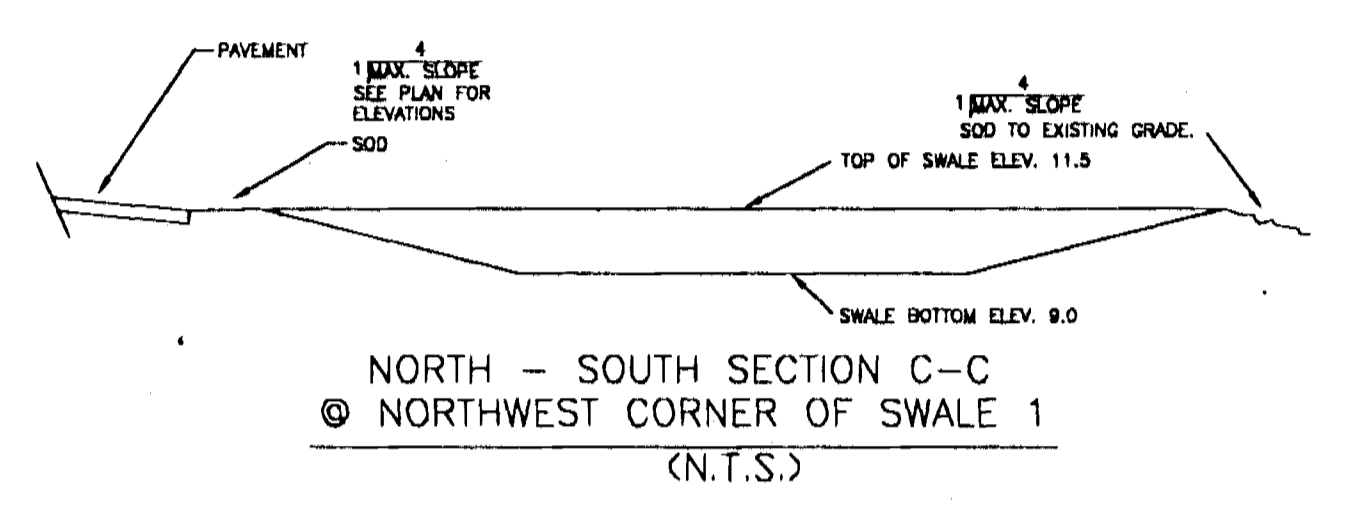 PAVEMENT
4
1 MAX. SLOPE
SEE PLAN FOR
ELEVATIONS
SOD
4
1 MAX. SLOPE
SOD TO EXISTING GRADE.
TOP OF SWALE ELEV. 11.5
SWALE BOTTOM ELEV. 9.0
NORTH - SOUTH SECTION C-C
@ NORTHWEST CORNER OF SWALE 1
(N.T.S.)